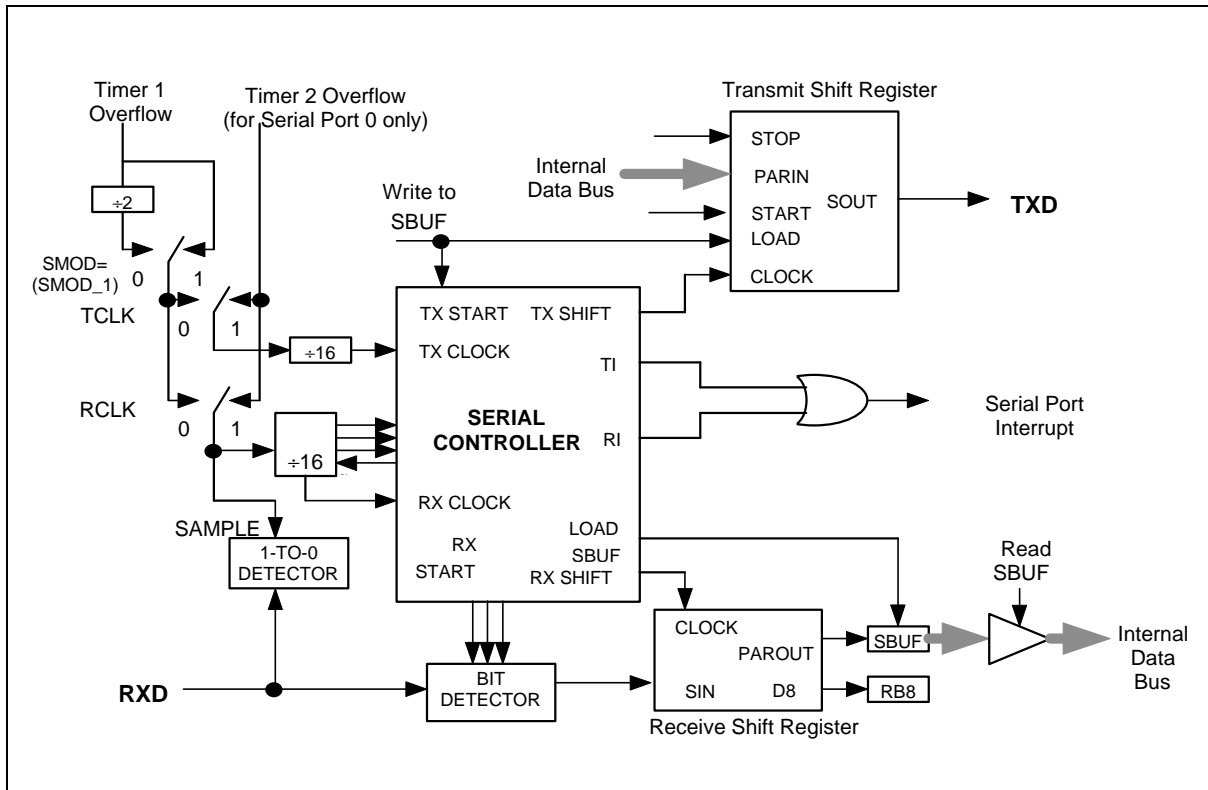 Timer 1
Overflow
Timer 2 Overflow
(for Serial Port 0 only)
Transmit Shift Register
÷2
STOP
Internal
Data Bus
PARIN
SOUT
START
LOAD
CLOCK
TXD
Write to
SBUF
SMOD=
(SMOD_1)
0
1
TCLK
0
1
÷16
RCLK
0
1
÷16
TX START
TX SHIFT
TX CLOCK
TI
SERIAL
CONTROLLER
RI
RX CLOCK
LOAD
SBUF
RX
START
RX SHIFT
Serial Port
Interrupt
SAMPLE
1-TO-0
DETECTOR
Read
SBUF
CLOCK
PAROUT
SIN
D8
SBUF
RB8
Internal
Data
Bus
RXD
BIT
DETECTOR
Receive Shift Register